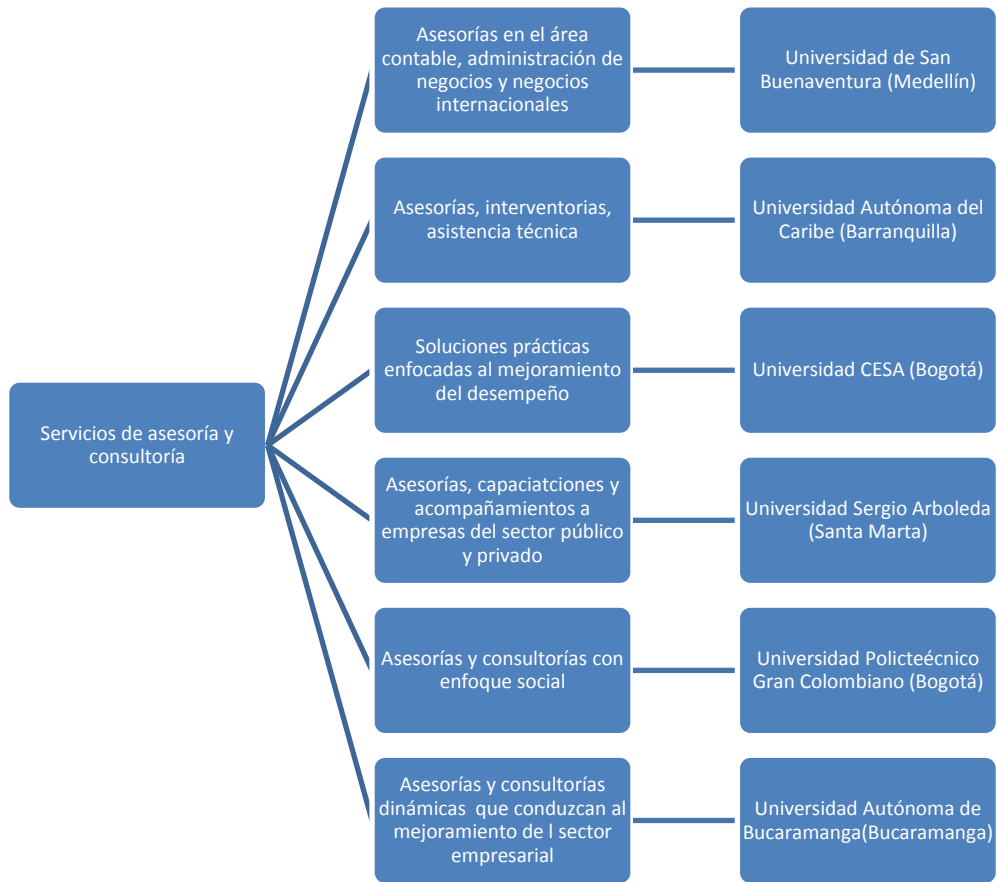 Asesorías en el área
contable, administración de
negocios y negocios
internacionales
Universidad de San
Buenaventura (Medellín)
Asesorías, interventorias,
asistencia técnica
Universidad Autónoma del
Caribe (Barranquilla)
Soluciones prácticas
enfocadas al mejoramiento
del desempeño
Universidad CESA (Bogotá)
Servicios de asesoría y
consultoría
Asesorías, capaciatciones y
acompañamientos a
empresas del sector público
y privado
Universidad Sergio Arboleda
(Santa Marta)
Asesorías y consultorías con
enfoque social
Universidad Policteécnico
Gran Colombiano (Bogotá)
Asesorías y consultorías
dinámicas que conduzcan al
mejoramiento de l sector
empresarial
Universidad Autónoma de
Bucaramanga(Bucaramanga)